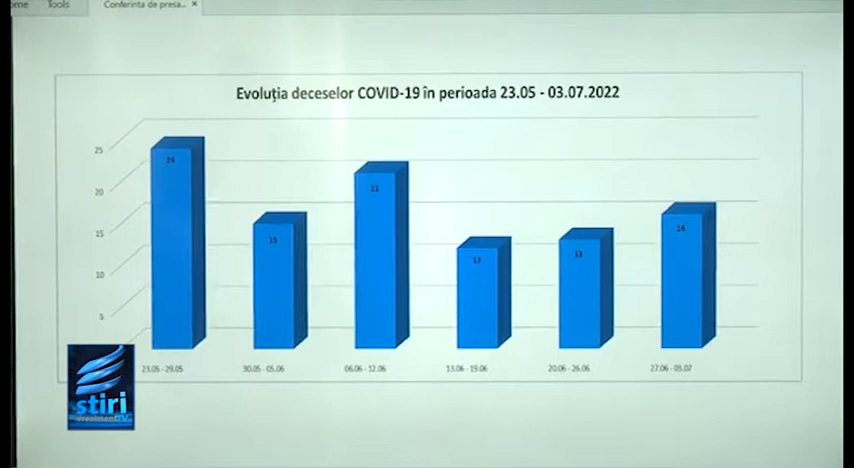 ome Tools Conferinta de presa... ×
Evoluția deceselor COVID-19 în perioada 23.05 - 03.07.2022
25
20
15
10
5
24
15
21
12
13
16
23.05 - 29.05
30.05 - 05.06
06.06 - 12.06
13.06 - 19.06
20.06 - 26.06
27.06 - 03.07
stiri
evenimentTV